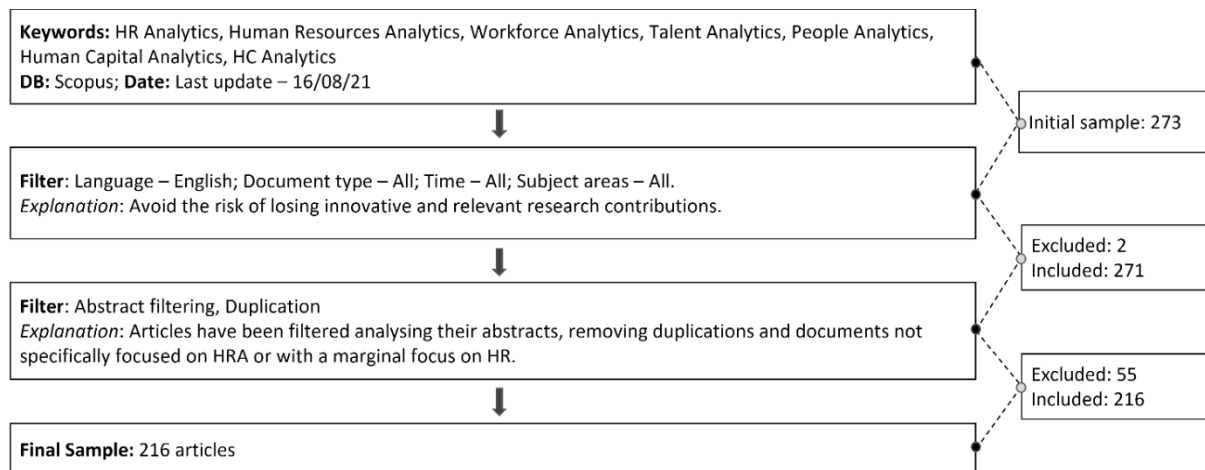 Keywords: HR Analytics, Human Resources Analytics, Workforce Analytics, Talent Analytics, People Analytics,
Human Capital Analytics, HC Analytics
DB: Scopus; Date: Last update – 16/08/21
Initial sample: 273
Filter: Language – English; Document type – All; Time – All; Subject areas – All.
Explanation: Avoid the risk of losing innovative and relevant research contributions.
Excluded: 2
Included: 271
Filter: Abstract filtering, Duplication
Explanation: Articles have been filtered analysing their abstracts, removing duplications and documents not
specifically focused on HRA or with a marginal focus on HR.
Excluded: 55
Included: 216
Final Sample: 216 articles